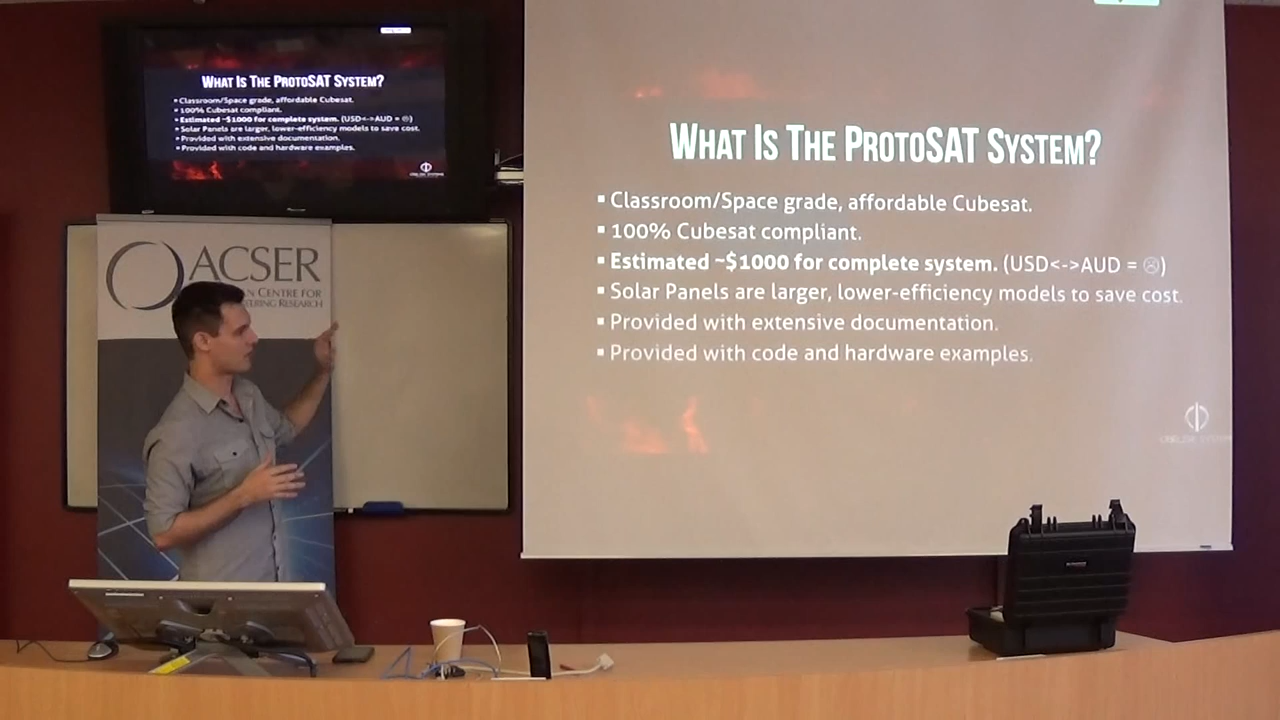 WHAT IS THE PROTOSAT SYSTEM?
▪ Classroom/Space grade, affordable Cubesat.
▪ 100% Cubesat compliant.
▪ Estimated ~$1000 for complete system. (USD<->AUD = ☹)
▪ Solar Panels are larger, lower-efficiency models to save cost.
▪ Provided with extensive documentation.
▪ Provided with code and hardware examples.
ACSER
N CENTRE FOR
RING RESEARCH
WHAT IS THE PROTOSAT SYSTEM?
▪ Classroom/Space grade, affordable Cubesat.
▪ 100% Cubesat compliant.
▪ Estimated ~$1000 for complete system. (USD<->AUD = ☹)
▪ Solar Panels are larger, lower-efficiency models to save cost.
▪ Provided with extensive documentation.
▪ Provided with code and hardware examples.